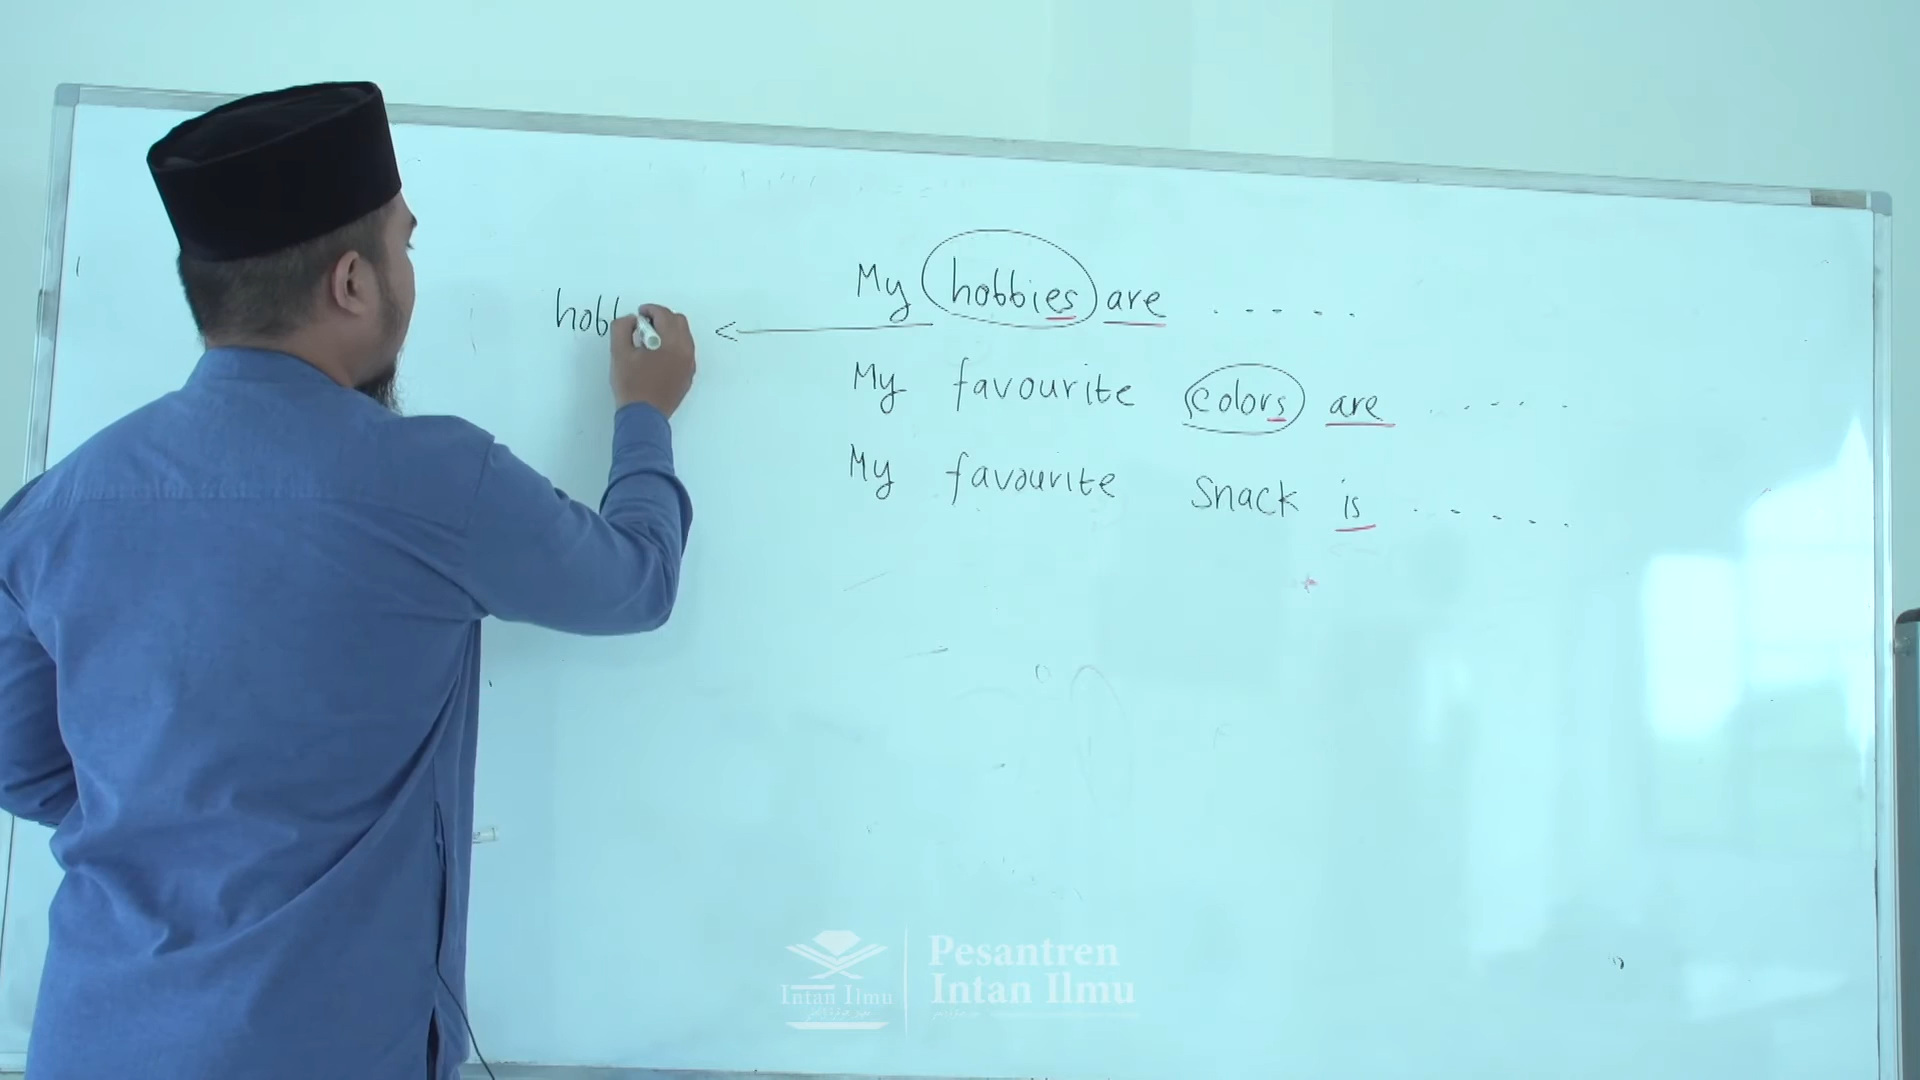 My hobbies are .....
hobb
My favourite colors are ......
My favourite snack is ......
Intan Ilmu
Pesantren
Intan Ilmu